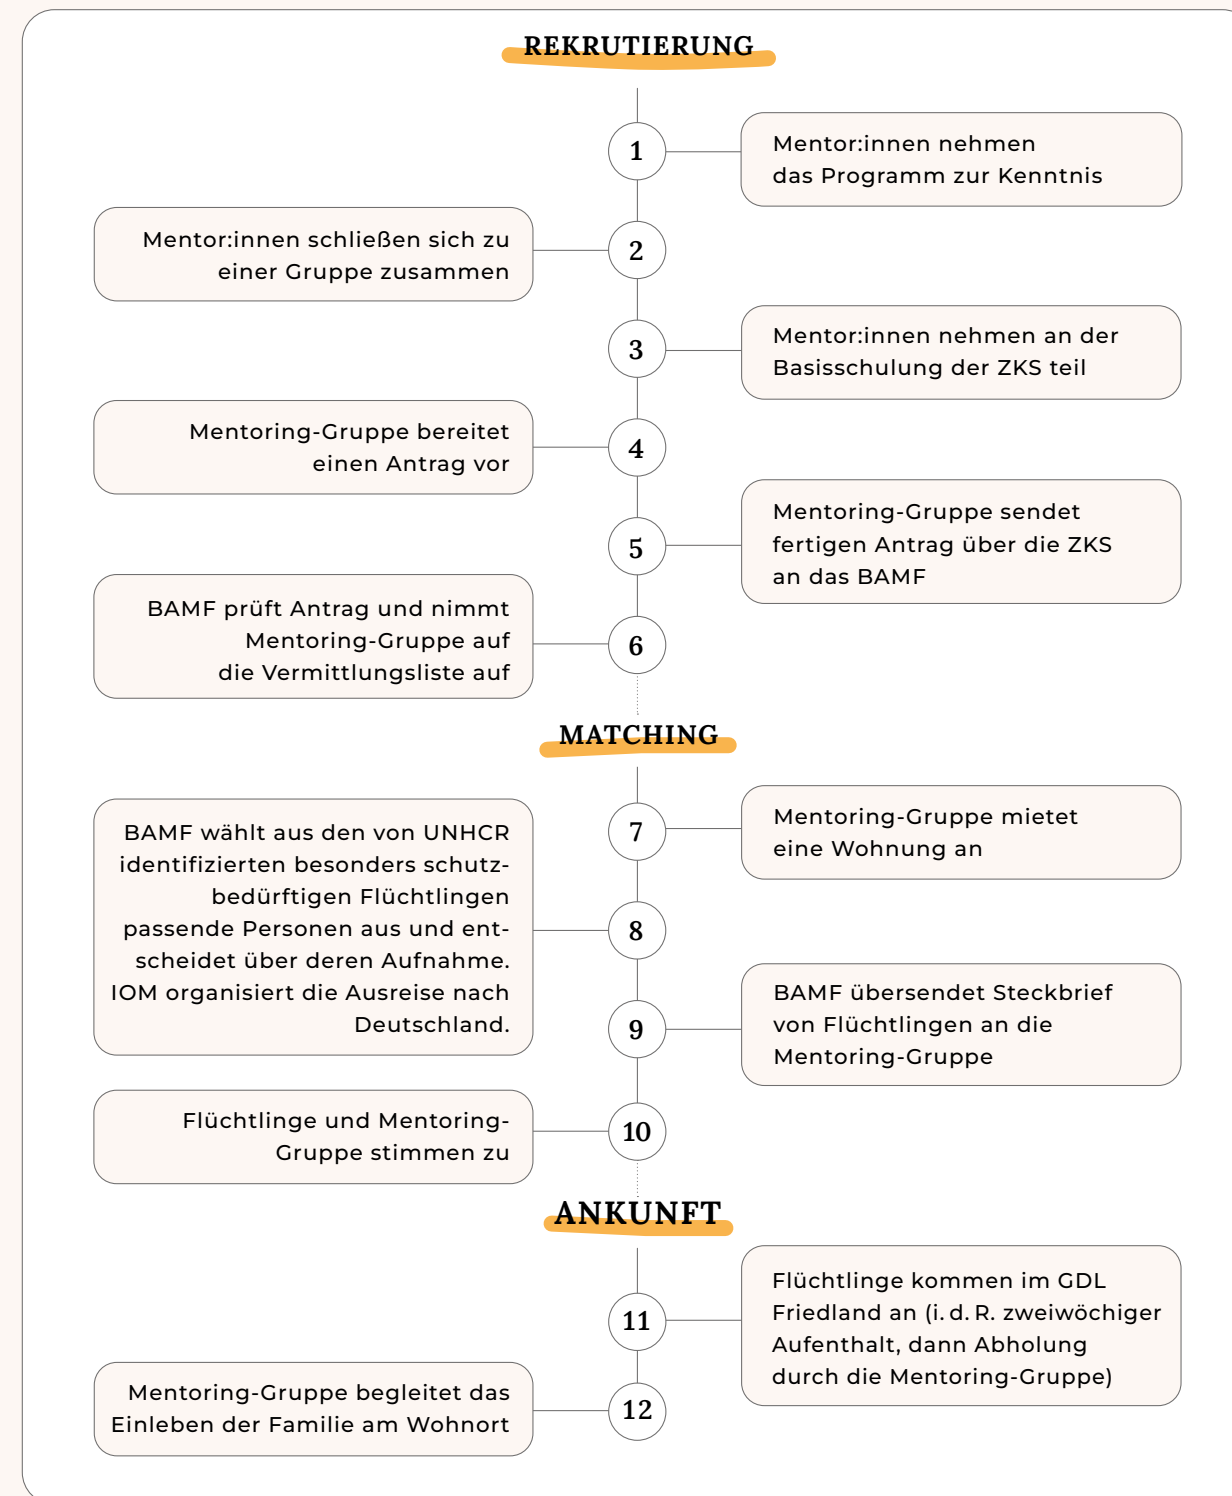 REKRUTIERUNG
1
Mentor:innen nehmen
das Programm zur Kenntnis
2
Mentor:innen schließen sich zu
einer Gruppe zusammen
3
Mentor:innen nehmen an der
Basisschulung der ZKS teil
4
Mentoring-Gruppe bereitet
einen Antrag vor
5
Mentoring-Gruppe sendet
fertigen Antrag über die ZKS
an das BAMF
6
BAMF prüft Antrag und nimmt
Mentoring-Gruppe auf
die Vermittlungsliste auf
MATCHING
7
Mentoring-Gruppe mietet
eine Wohnung an
8
BAMF wählt aus den von UNHCR
identifizierten besonders schutz-
bedürftigen Flüchtlingen
passende Personen aus und ent-
scheidet über deren Aufnahme.
IOM organisiert die Ausreise nach
Deutschland.
9
BAMF übersendet Steckbrief
von Flüchtlingen an die
Mentoring-Gruppe
10
Flüchtlinge und Mentoring-
Gruppe stimmen zu
ANKUNFT
11
Flüchtlinge kommen im GDL
Friedland an (i. d. R. zweiwöchiger
Aufenthalt, dann Abholung
durch die Mentoring-Gruppe)
12
Mentoring-Gruppe begleitet das
Einleben der Familie am Wohnort